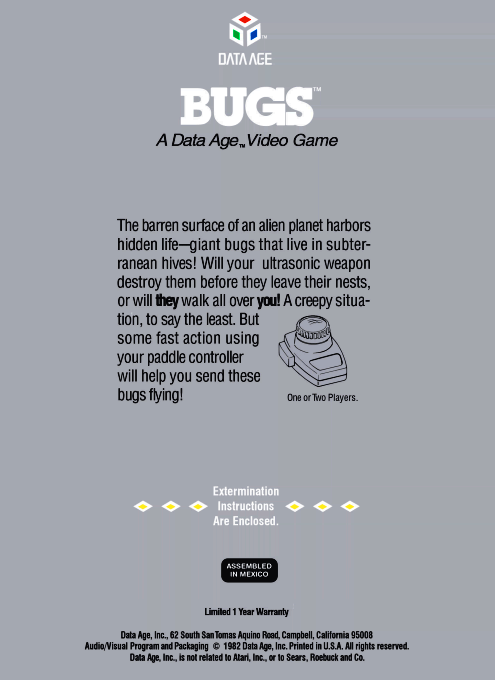 TM
DATA AGE
BUGS™
A Data Age™ Video Game
The barren surface of an alien planet harbors
hidden life—giant bugs that live in subter-
ranean hives! Will your ultrasonic weapon
destroy them before they leave their nests,
or will they walk all over you! A creepy situa-
tion, to say the least. But
some fast action using
your paddle controller
will help you send these
bugs flying!
One or Two Players.
Extermination
Instructions
Are Enclosed.
ASSEMBLED
IN MEXICO
Limited 1 Year Warranty
Data Age, Inc., 62 South San Tomas Aquino Road, Campbell, California 95008
Audio/Visual Program and Packaging © 1982 Data Age, Inc. Printed in U.S.A. All rights reserved.
Data Age, Inc., is not related to Atari, Inc., or to Sears, Roebuck and Co.